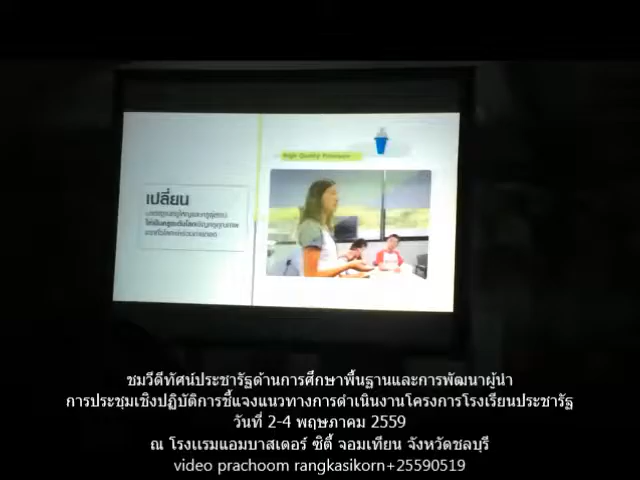 High Quality Principals
เปลี่ยน
ชมวีดีทัศน์ประชารัฐด้านการศึกษาพื้นฐานและการพัฒนาผู้นำ
การประชุมเชิงปฏิบัติการชี้แจงแนวทางการดำเนินงานโครงการโรงเรียนประชารัฐ
วันที่ 2-4 พฤษภาคม 2559
ณ โรงแรมแอมบาสเดอร์ ซิตี้ จอมเทียน จังหวัดชลบุรี
video prachoom rangkasikorn+25590519